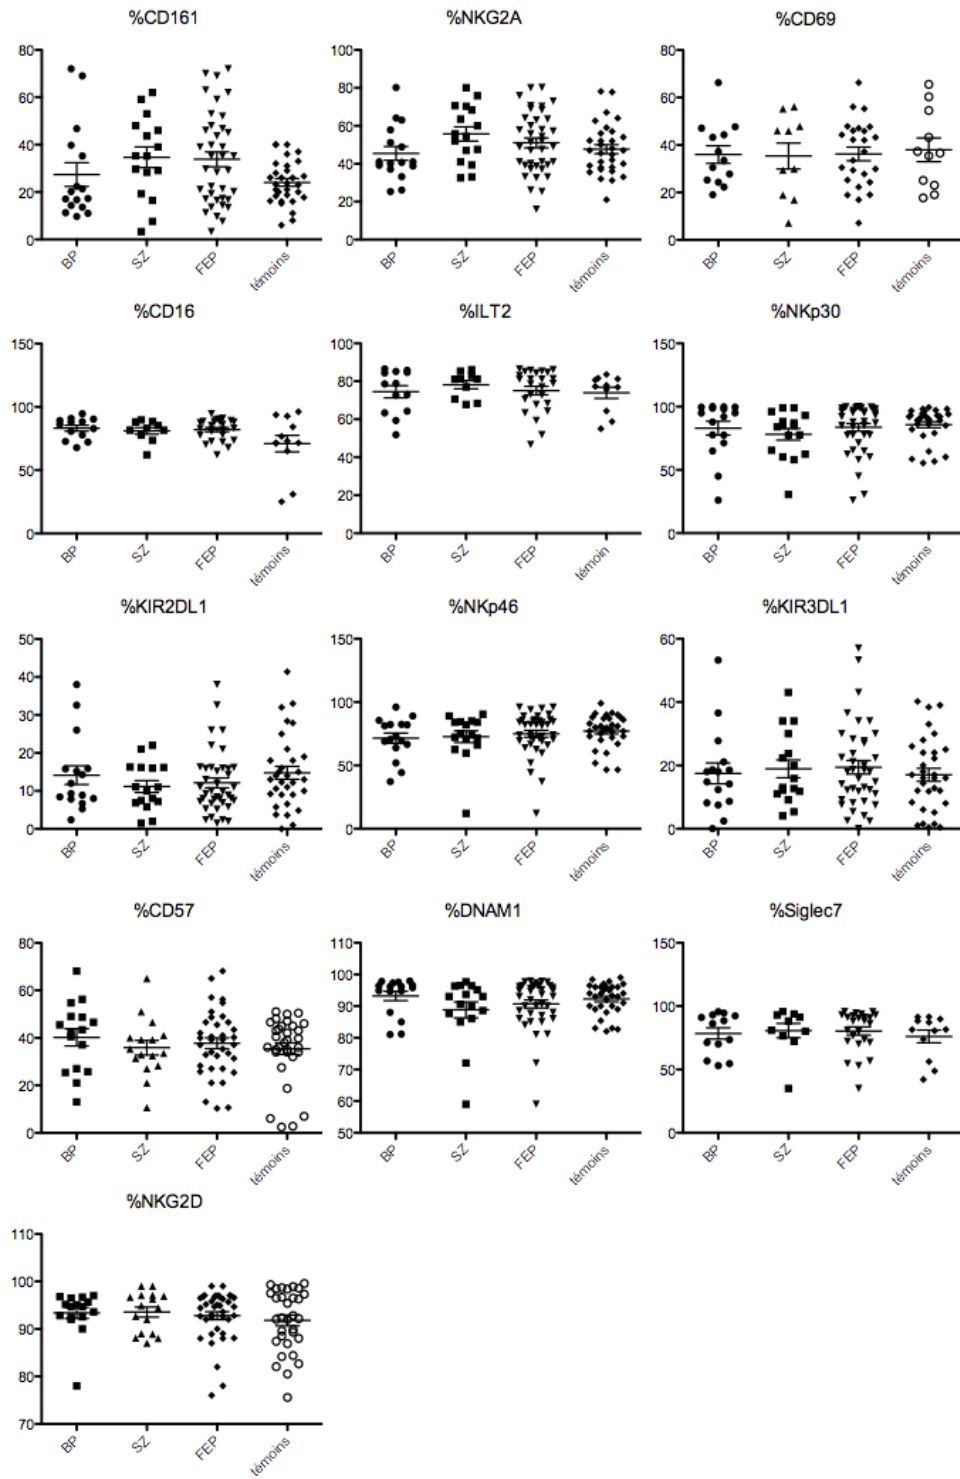 %CD161 %NKG2A %CD69
80 100 80
80
60 60
60
40 40
40
20 20
20
0 0 0
BP SZ FEP témoins BP SZ FEP témoins BP SZ FEP témoins
%CD16 %ILT2 %NKp30
150 100 150
80
100 100
60
40
50 50
20
0 0 0
BP SZ FEP témoins BP SZ FEP témoin BP SZ FEP témoins
%KIR2DL1 %NKp46 %KIR3DL1
50 150 60
40
100 40
30
20
50 20
10
0 0 0
BP SZ FEP témoins BP SZ FEP témoins BP SZ FEP témoins
%CD57 %DNAM1 %Siglec7
80 110 150
100
60
90 100
40 80
70 50
20
60
0 50 0
BP SZ FEP témoins BP SZ FEP témoins BP SZ FEP témoins
%NKG2D
110
100
90
80
70
BP SZ FEP témoins